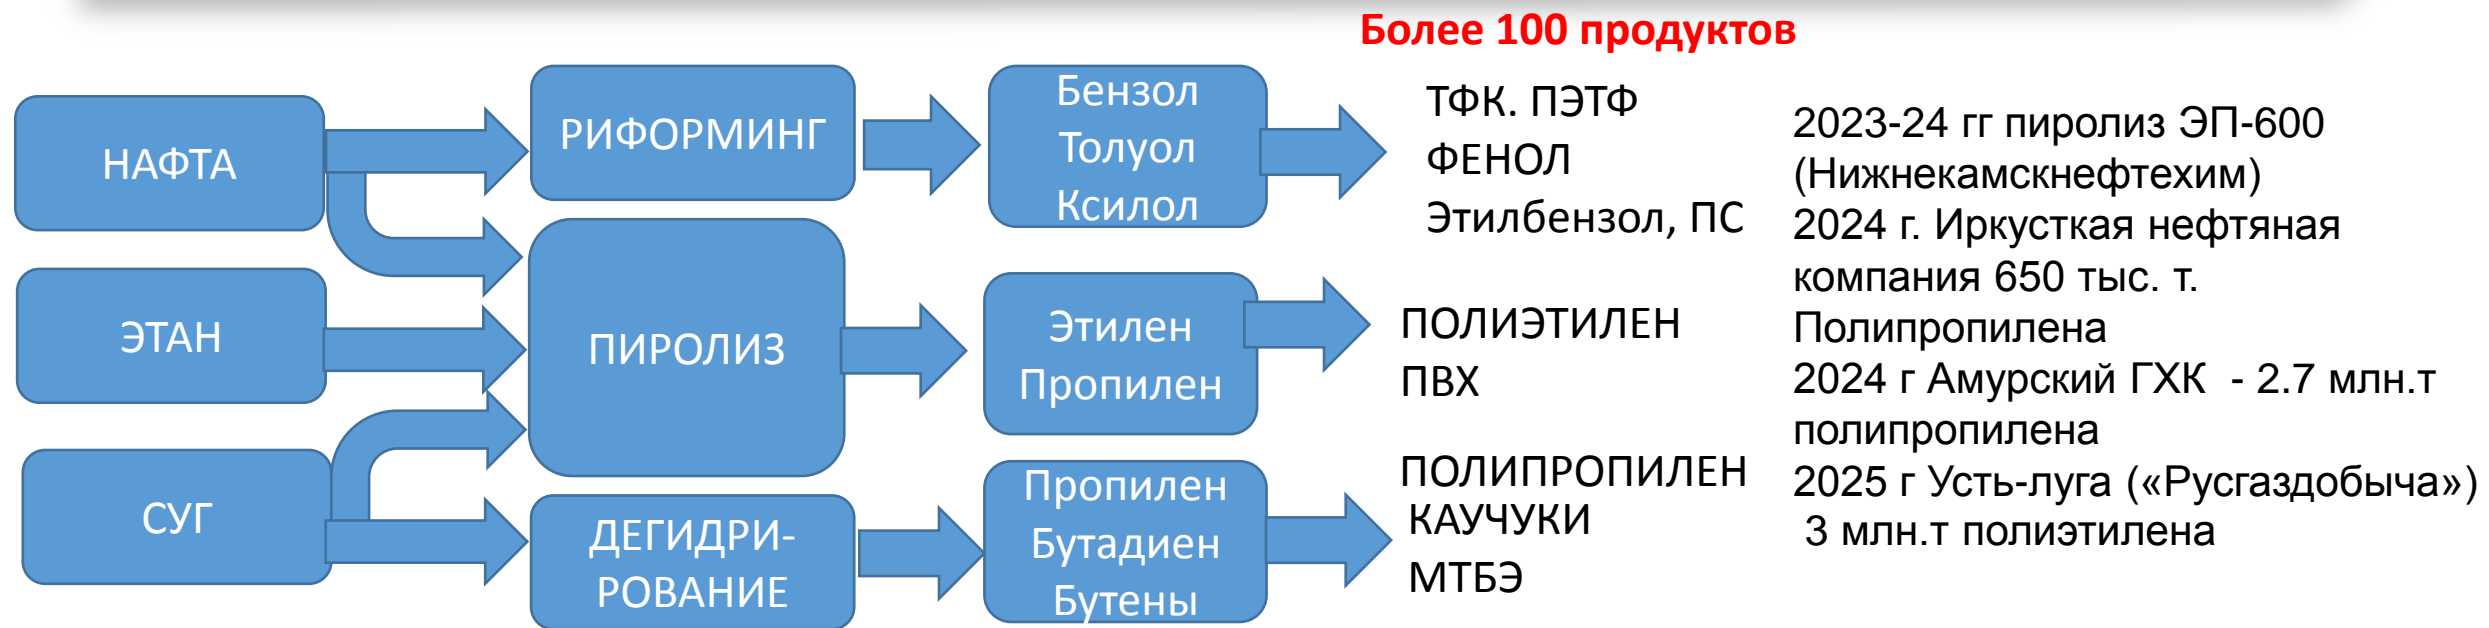 Более 100 продуктов
НАФТА
ЭТАН
СУГ
РИФОРМИНГ
ПИРОЛИЗ
ДЕГИДРИ-
РОВАНИЕ
Бензол
Толуол
Ксилол
Этилен
Пропилен
Пропилен
Бутадиен
Бутены
ТФК. ПЭТФ
ФЕНОЛ
Этилбензол, ПС
ПОЛИЭТИЛЕН
ПВХ
ПОЛИПРОПИЛЕН
КАУЧУКИ
МТБЭ
2023-24 гг пиролиз ЭП-600
(Нижнекамскнефтехим)
2024 г. Иркусткая нефтяная
компания 650 тыс. т.
Полипропилена
2024 г Амурский ГХК - 2.7 млн.т
полипропилена
2025 г Усть-луга («Русгаздобыча»)
3 млн.т полиэтилена